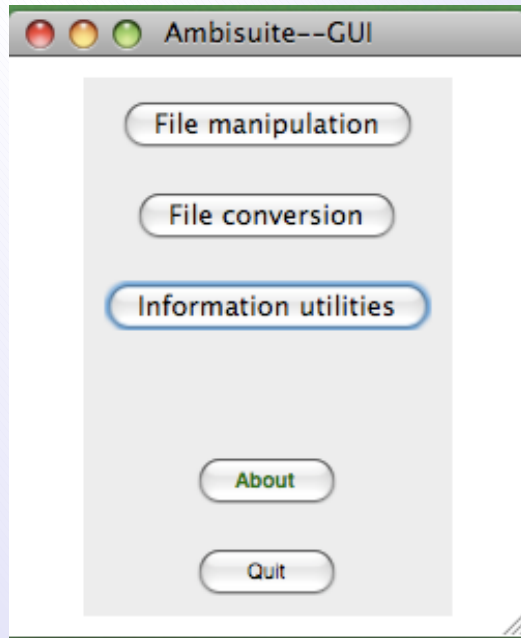 Ambisuite--GUI
File manipulation
File conversion
Information utilities
About
Quit